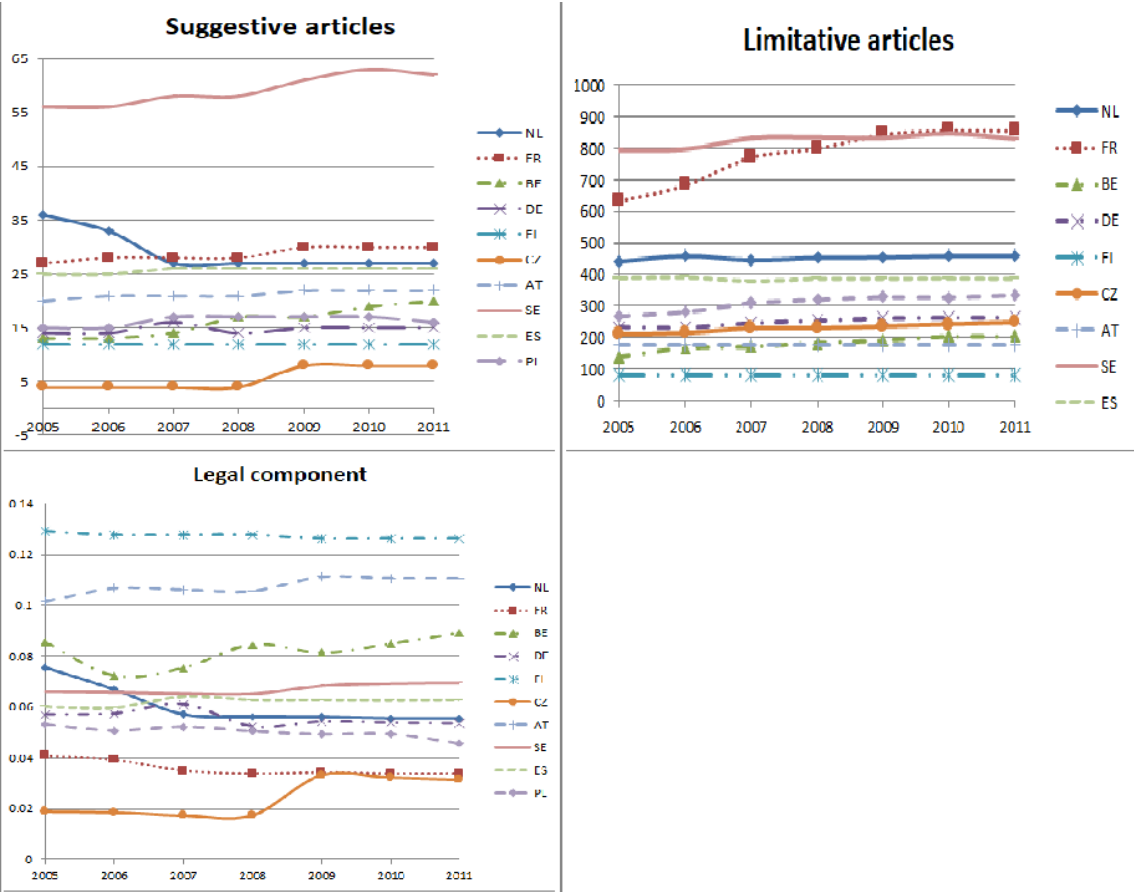 Suggestive articles
65
55
45
35
25
15
5
-5
2005 2006 2007 2008 2009 2010 2011
NL
FR
BE
DE
FI
CZ
AT
SE
ES
PL
Limitative articles
1000
900
800
700
600
500
400
300
200
100
0
2005 2006 2007 2008 2009 2010 2011
NL
FR
BE
DE
FI
CZ
AT
SE
ES
Legal component
0.14
0.12
0.1
0.08
0.06
0.04
0.02
0
2005 2006 2007 2008 2009 2010 2011
NL
FR
BE
DE
FI
CZ
AT
SE
ES
PL